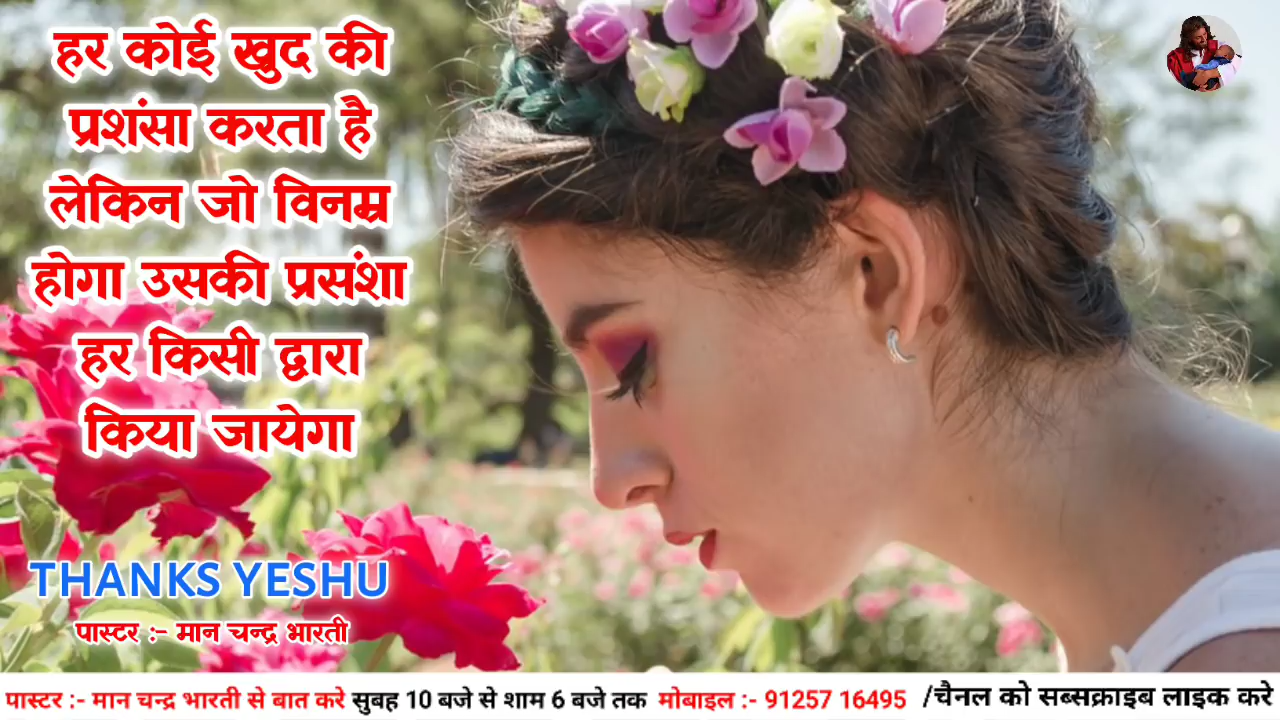 हर कोई खुद की
प्रशंसा करता है
लेकिन जो विनम्र
होगा उसकी प्रसंशा
हर किसी द्वारा
किया जायेगा
THANKS YESHU
पास्टर :- मान चन्द्र भारती
पास्टर :- मान चन्द्र भारती से बात करे सुबह 10 बजे से शाम 6 बजे तक मोबाइल :- 91257 16495 /चैनल को सब्सक्राइब लाइक करे